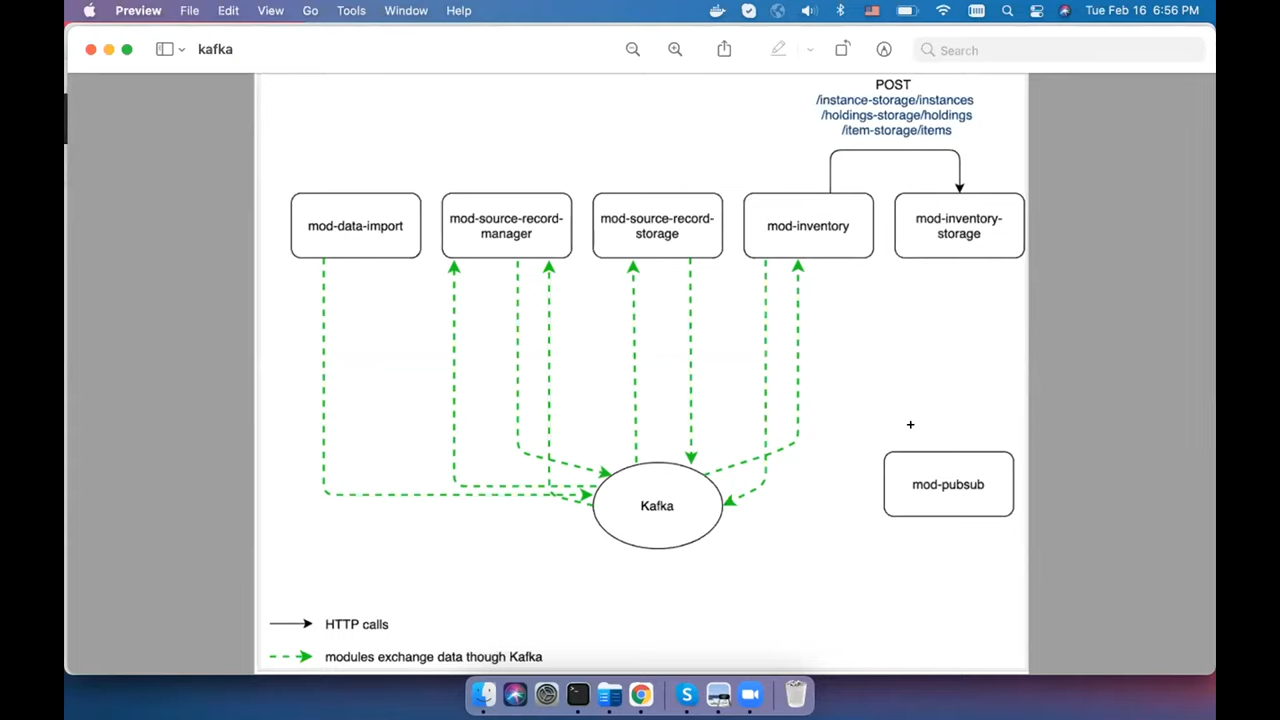 Preview File Edit View Go Tools Window Help Tue Feb 16 6:56 PM
kafka
Search
POST
/instance-storage/instances
/holdings-storage/holdings
/item-storage/items
mod-data-import
mod-source-record-
manager
mod-source-record-
storage
mod-inventory
mod-inventory-
storage
Kafka
mod-pubsub
HTTP calls
modules exchange data though Kafka